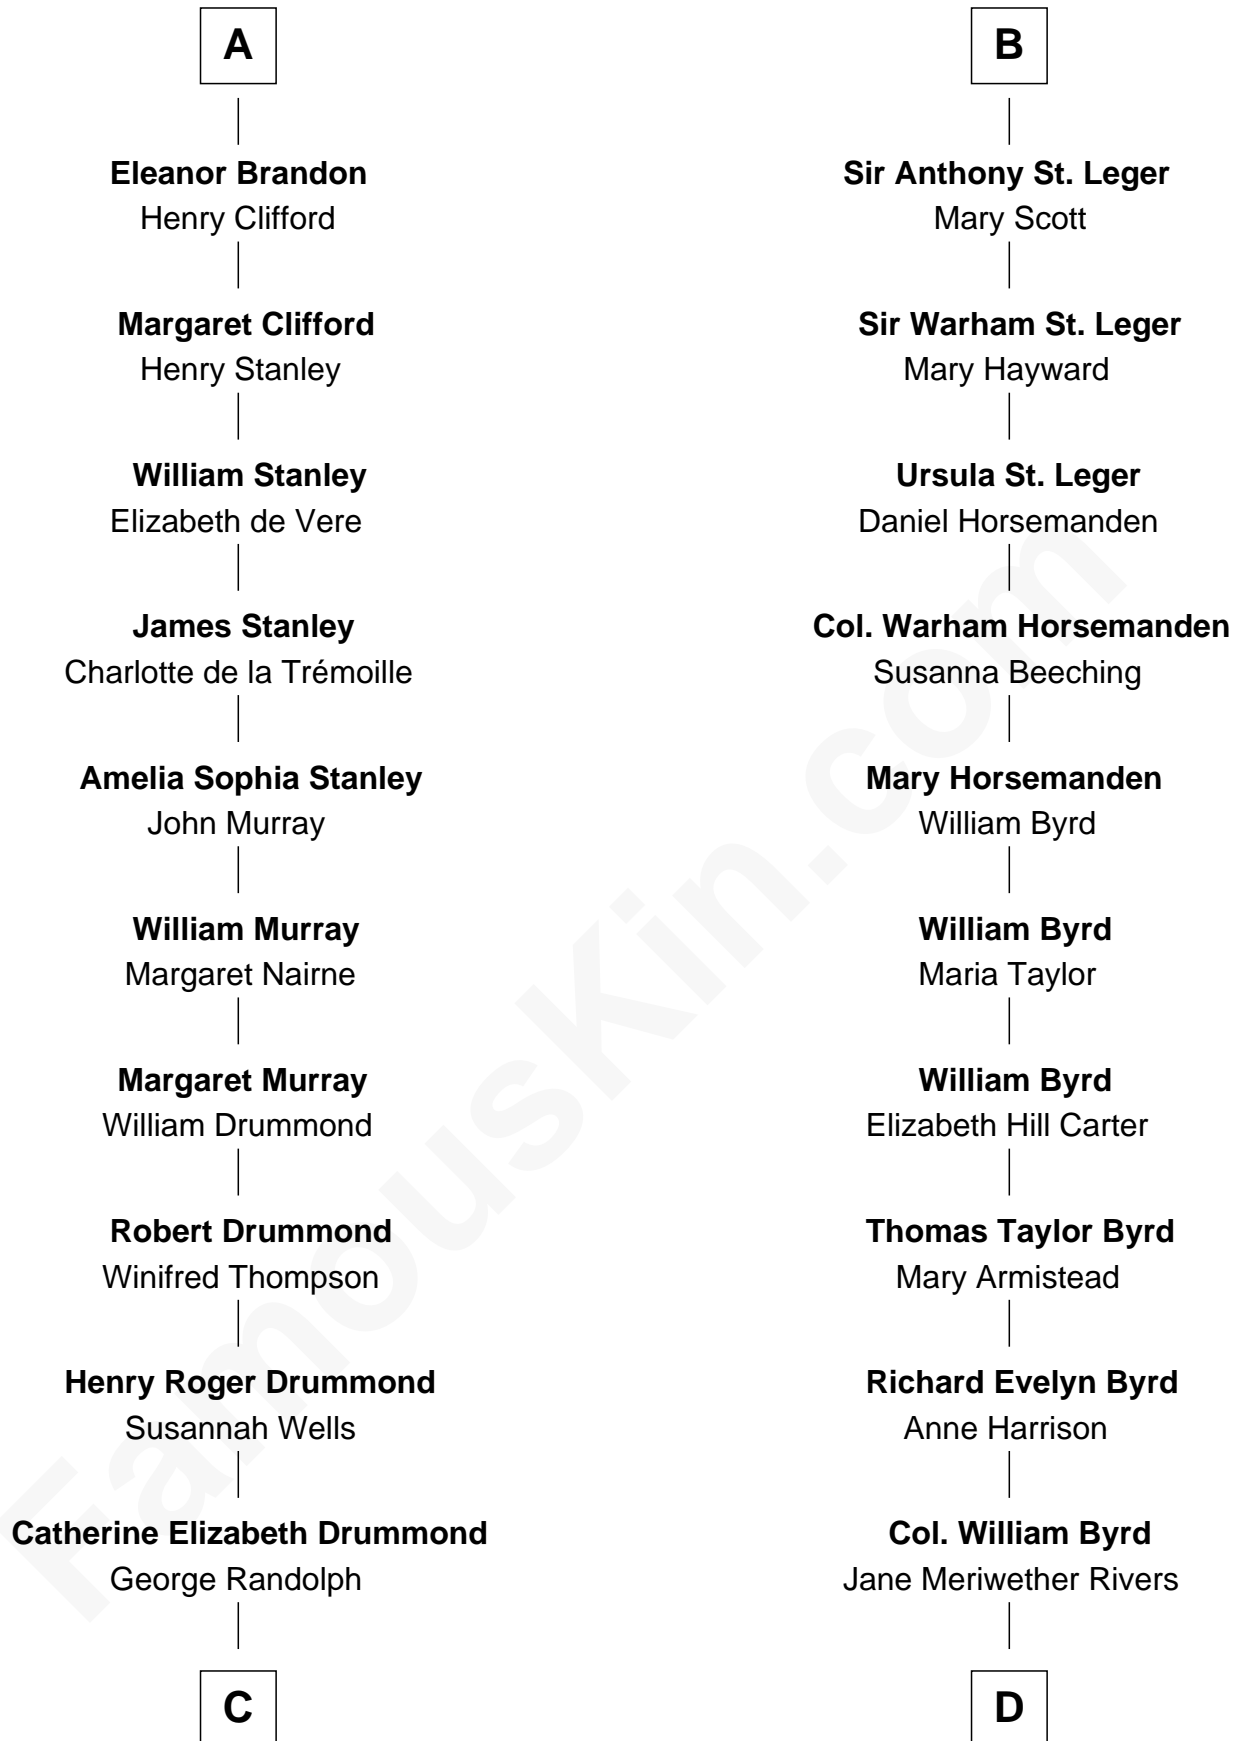 A
Eleanor Brandon
Henry Clifford
Margaret Clifford
Henry Stanley
William Stanley
Elizabeth de Vere
James Stanley
Charlotte de la Trémoille
Amelia Sophia Stanley
John Murray
William Murray
Margaret Nairne
Margaret Murray
William Drummond
Robert Drummond
Winifred Thompson
Henry Roger Drummond
Susannah Wells
Catherine Elizabeth Drummond
George Randolph
C
B
Sir Anthony St. Leger
Mary Scott
Sir Warham St. Leger
Mary Hayward
Ursula St. Leger
Daniel Horsemanden
Col. Warham Horsemanden
Susanna Beeching
Mary Horsemanden
William Byrd
William Byrd
Maria Taylor
William Byrd
Elizabeth Hill Carter
Thomas Taylor Byrd
Mary Armistead
Richard Evelyn Byrd
Anne Harrison
Col. William Byrd
Jane Meriwether Rivers
D
FamousKin.com